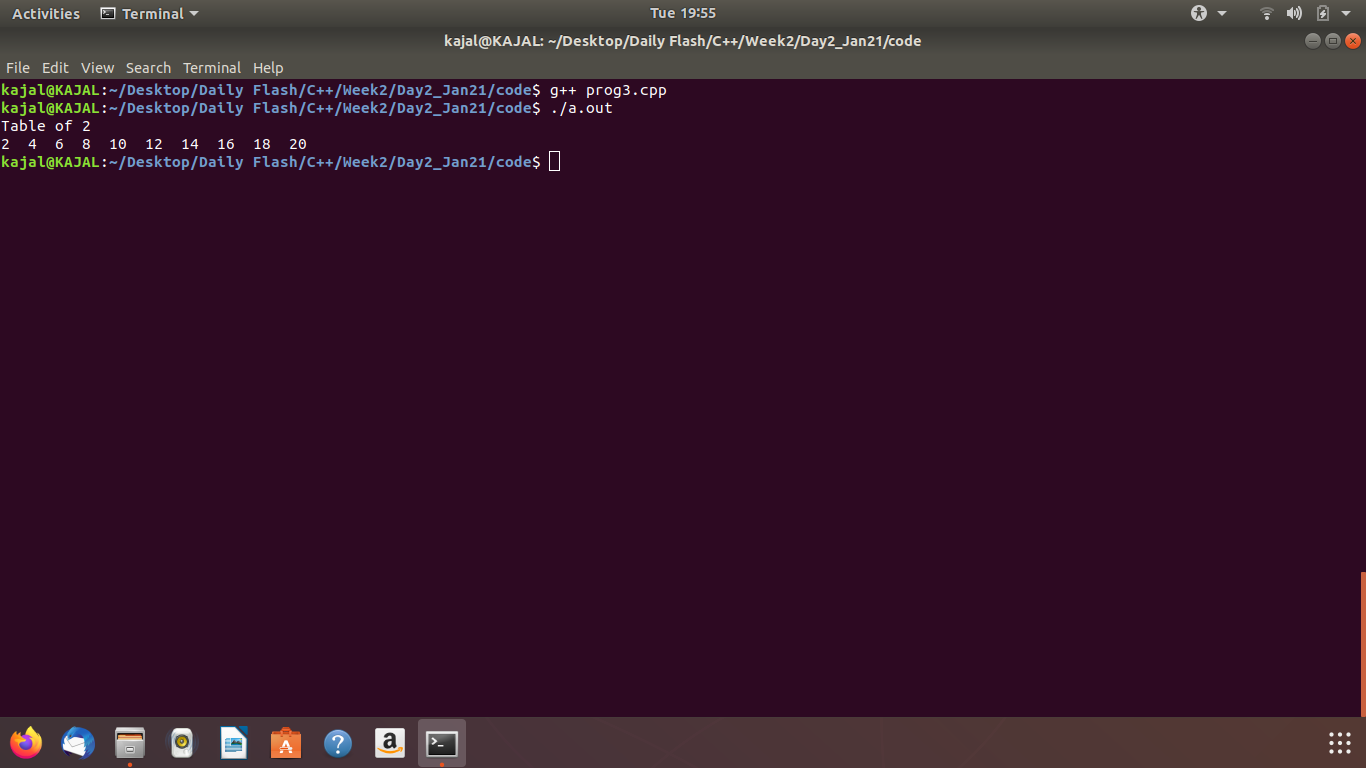 Activities Terminal Tue 19:55
kajal@KAJAL: ~/Desktop/Daily Flash/C++/Week2/Day2_Jan21/code
File Edit View Search Terminal Help
kajal@KAJAL:~/Desktop/Daily Flash/C++/Week2/Day2_Jan21/code$ g++ prog3.cpp
kajal@KAJAL:~/Desktop/Daily Flash/C++/Week2/Day2_Jan21/code$ ./a.out
Table of 2
2  4  6  8  10  12  14  16  18  20
kajal@KAJAL:~/Desktop/Daily Flash/C++/Week2/Day2_Jan21/code$